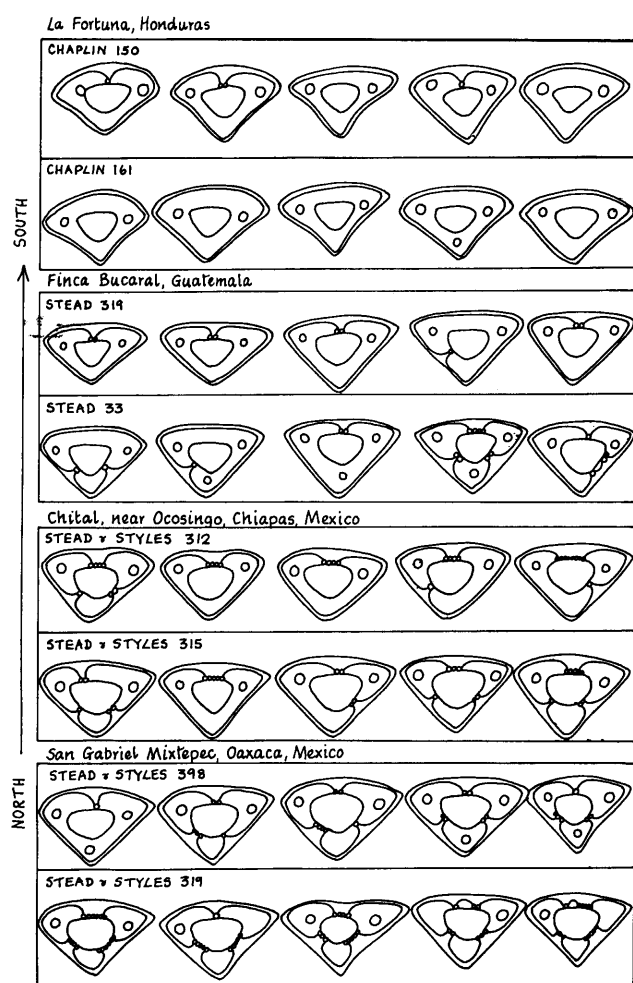 La Fortuna, Honduras
CHAPLIN 150
CHAPLIN 161
SOUTH
Finca Bucaral, Guatemala
STEAD 319
STEAD 33
Chital, near Ocosingo, Chiapas, Mexico
STEAD & STYLES 312
STEAD & STYLES 315
San Gabriel Mixtepec, Oaxaca, Mexico
NORTH
STEAD & STYLES 398
STEAD & STYLES 319